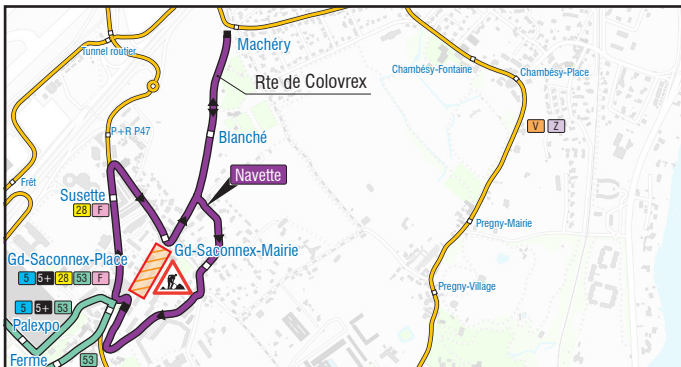 Machéry
Tunnel routier
Rte de Colovrex
Chambésy-Fontaine
Chambésy-Place
P+R P47
Blanché
V Z
Navette
Frêt
Susette
28 F
Pregny-Mairie
Gd-Saconnex-Mairie
Gd-Saconnex-Place
5 5+ 28 53 F
Pregny-Village
5 5+ 53
Palexpo
Ferme
53